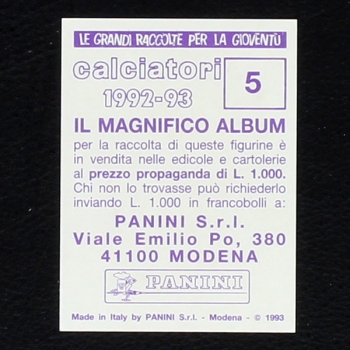 LE GRANDI RACCOLTE PER LA GIOVENTÙ
calciatori
1992-93
5
IL MAGNIFICO ALBUM
per la raccolta di queste figurine è
in vendita nelle edicole e cartolerie
al prezzo propaganda di L. 1.000.
Chi non lo trovasse può richiederlo
inviando L. 1.000 in francobolli a:
PANINI S.r.l.
Viale Emilio Po, 380
41100 MODENA
PANINI
Made in Italy by PANINI S.r.l. - Modena - © 1993